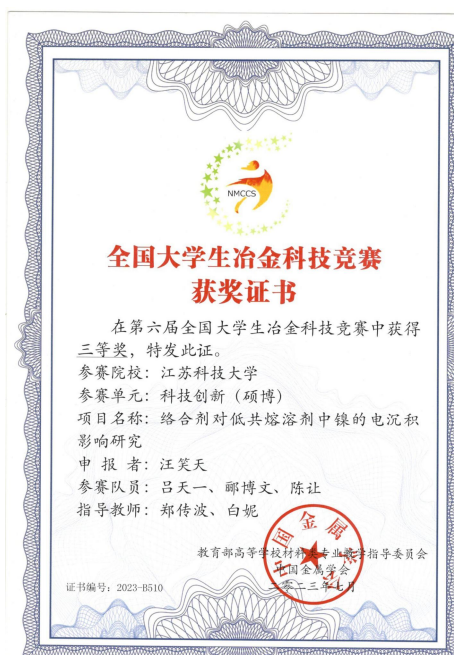 NMCCS
全国大学生冶金科技竞赛
获奖证书
在第六届全国大学生冶金科技竞赛中获得
三等奖，特发此证。
参赛院校：江苏科技大学
参赛单元：科技创新（硕博）
项目名称：络合剂对低共熔溶剂中镍的电沉积
影响研究
申 报 者：汪笑天
参赛队员：吕天一、郦博文、陈让
指导教师：郑传波、白妮
教育部高等学校材料类专业教学指导委员会
中国金属学会
二〇二三年七月
中国金属学会
证书编号：2023-B510